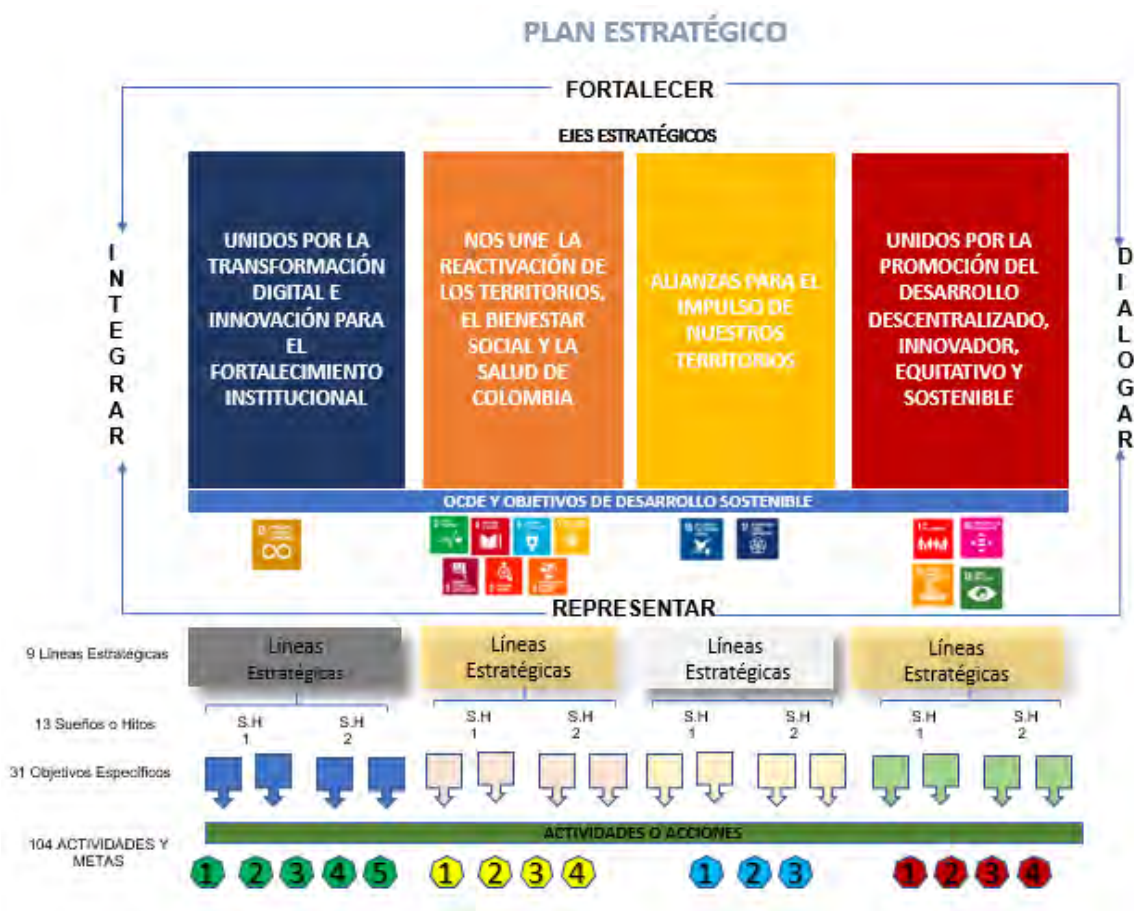 PLAN ESTRATÉGICO
FORTALECER
EJES ESTRATÉGICOS
INTEGRAR
UNIDOS POR LA
TRANSFORMACIÓN
DIGITAL E
INNOVACIÓN PARA
EL
FORTALECIMIENTO
INSTITUCIONAL
NOS UNE LA
REACTIVACIÓN DE
LOS TERRITORIOS,
EL BIENESTAR
SOCIAL Y LA
SALUD DE
COLOMBIA
ALIANZAS PARA EL
IMPULSO DE
NUESTROS
TERRITORIOS
UNIDOS POR LA
PROMOCIÓN DEL
DESARROLLO
DESCENTRALIZADO,
INNOVADOR,
EQUITATIVO Y
SOSTENIBLE
DIALOGAR
OCDE Y OBJETIVOS DE DESARROLLO SOSTENIBLE
REPRESENTAR
9 Líneas Estratégicas
Líneas
Estratégicas
Líneas
Estratégicas
Líneas
Estratégicas
Líneas
Estratégicas
13 Sueños o Hitos
S.H
1
S.H
2
S.H
1
S.H
2
S.H
1
S.H
2
S.H
1
S.H
2
31 Objetivos Específicos
ACTIVIDADES O ACCIONES
104 ACTIVIDADES Y
METAS
1 2 3 4 5
1 2 3 4
1 2 3
1 2 3 4